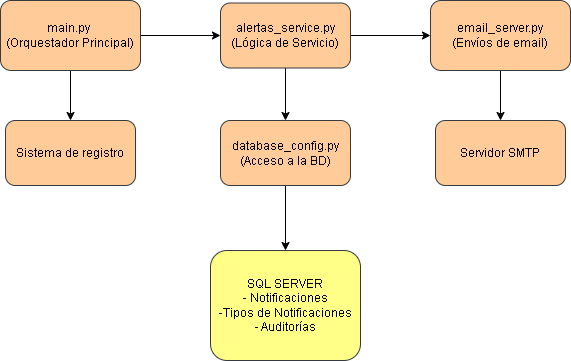 main.py
(Orquestador Principal)
alertas_service.py
(Lógica de Servicio)
email_server.py
(Envíos de email)
Sistema de registro
database_config.py
(Acceso a la BD)
Servidor SMTP
SQL SERVER
- Notificaciones
-Tipos de Notificaciones
- Auditorías